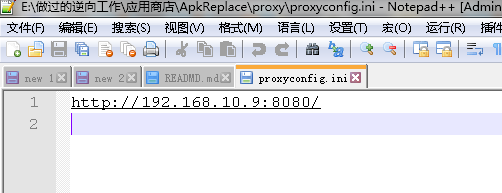 E:\做过的逆向工作\应用商店\ApkReplace\proxy\proxyconfig.ini - Notepad++ [Admin
文件(F) 编辑(E) 搜索(S) 视图(V) 格式(M) 语言(L) 设置(T) 宏(O) 运行(R) 插件
new 1 new 2 READMD.md proxyconfig.ini
1 http://192.168.10.9:8080/
2